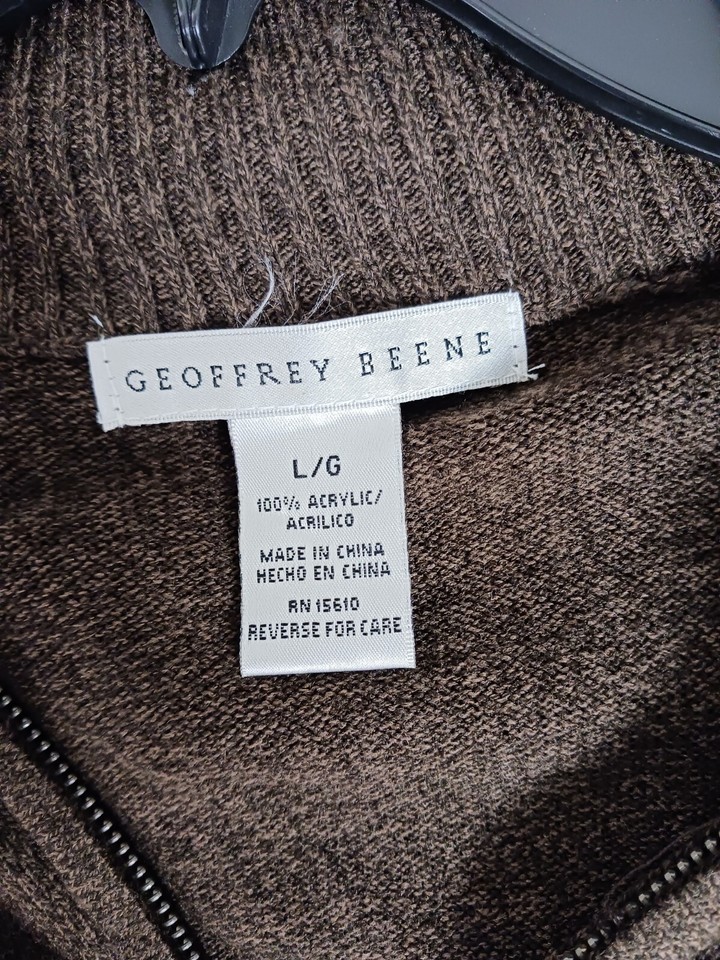 GEOFFREY BEENE
L/G
100% ACRYLIC/
ACRILICO
MADE IN CHINA
HECHO EN CHINA
RN 15610
REVERSE FOR CARE